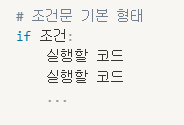 # 조건문 기본 형태
if 조건:
    실행할 코드
    실행할 코드
    ...